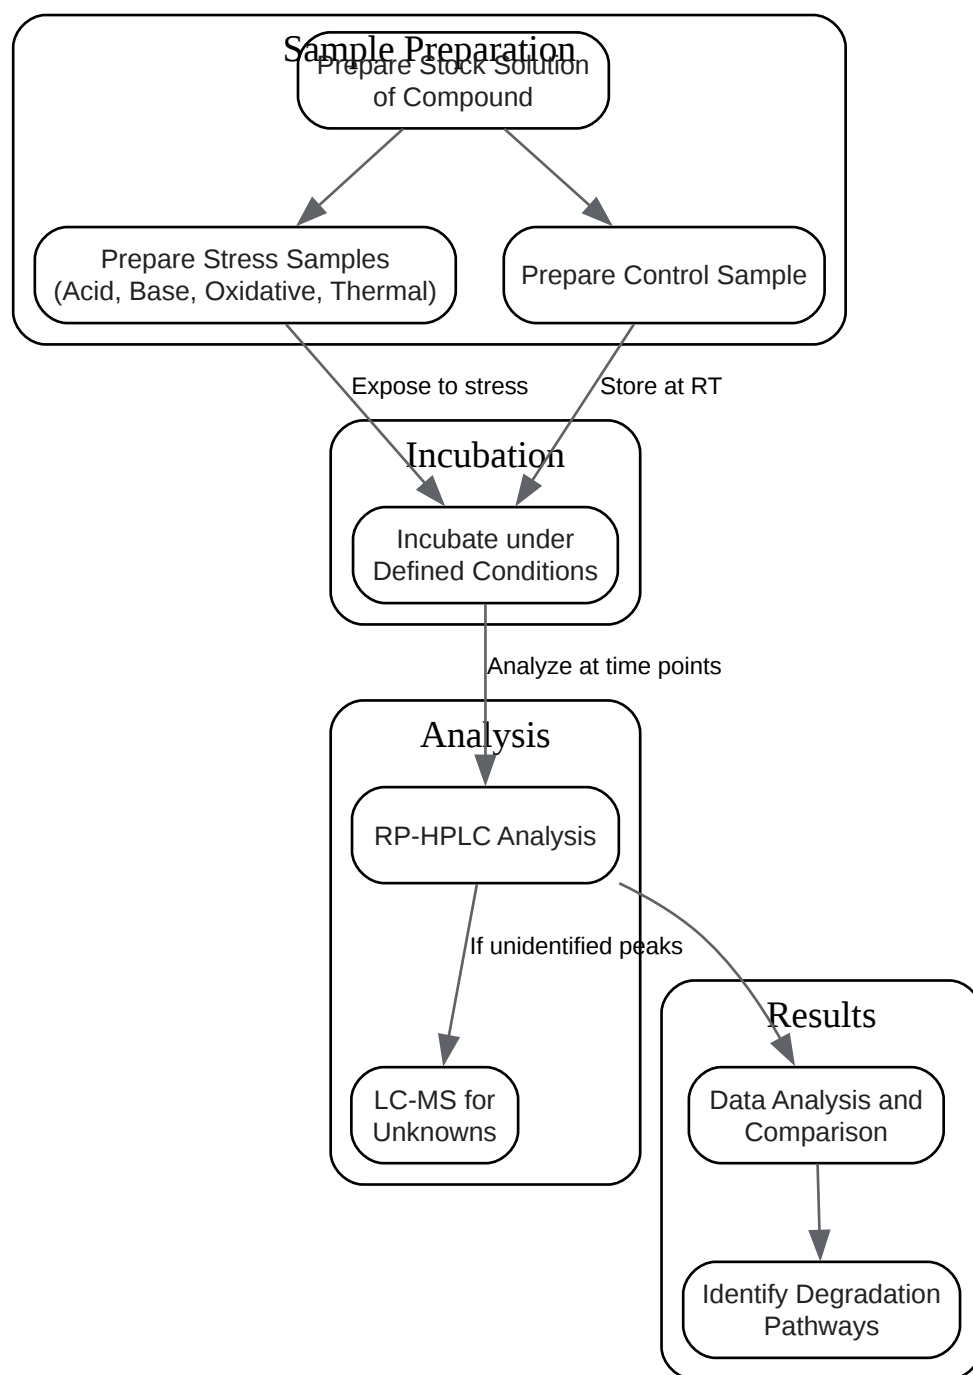 Sample Preparation
Prepare Stock Solution
of Compound
Prepare Stress Samples
(Acid, Base, Oxidative, Thermal)
Prepare Control Sample
Expose to stress
Store at RT
Incubation
Incubate under
Defined Conditions
Analyze at time points
Analysis
RP-HPLC Analysis
If unidentified peaks
LC-MS for
Unknowns
Results
Data Analysis and
Comparison
Identify Degradation
Pathways